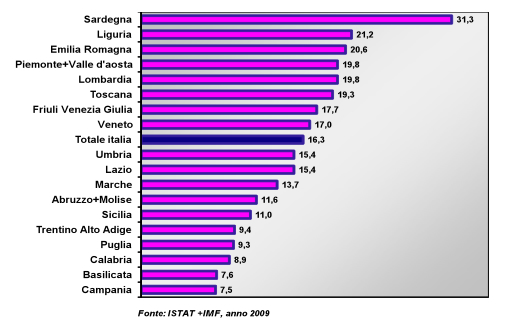 Sardegna 31,3
Liguria 21,2
Emilia Romagna 20,6
Piemonte+Valle d'aosta 19,8
Lombardia 19,8
Toscana 19,3
Friuli Venezia Giulia 17,7
Veneto 17,0
Totale italia 16,3
Umbria 15,4
Lazio 15,4
Marche 13,7
Abruzzo+Molise 11,6
Sicilia 11,0
Trentino Alto Adige 9,4
Puglia 9,3
Calabria 8,9
Basilicata 7,6
Campania 7,5
Fonte: ISTAT +IMF, anno 2009